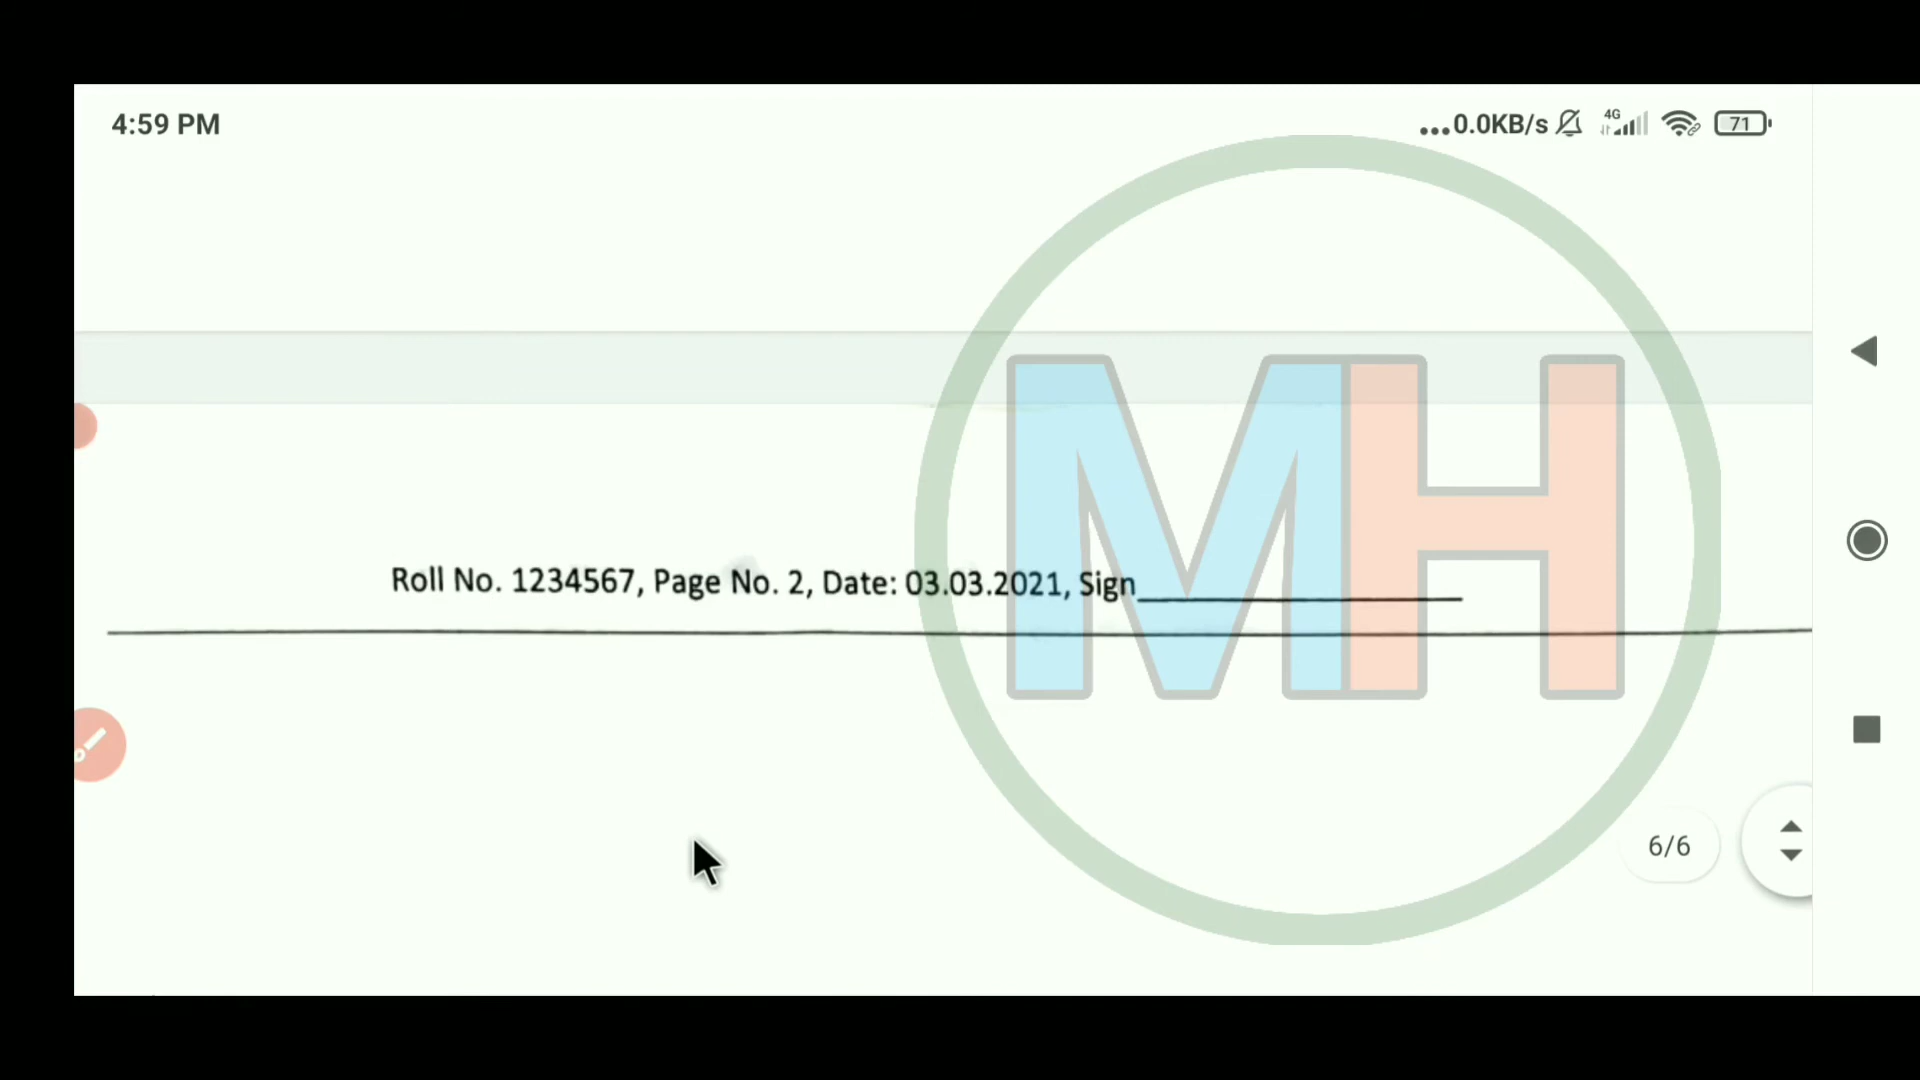 4:59 PM
...0.0KB/s 4G 71
MH
Roll No. 1234567, Page No. 2, Date: 03.03.2021, Sign
6/6